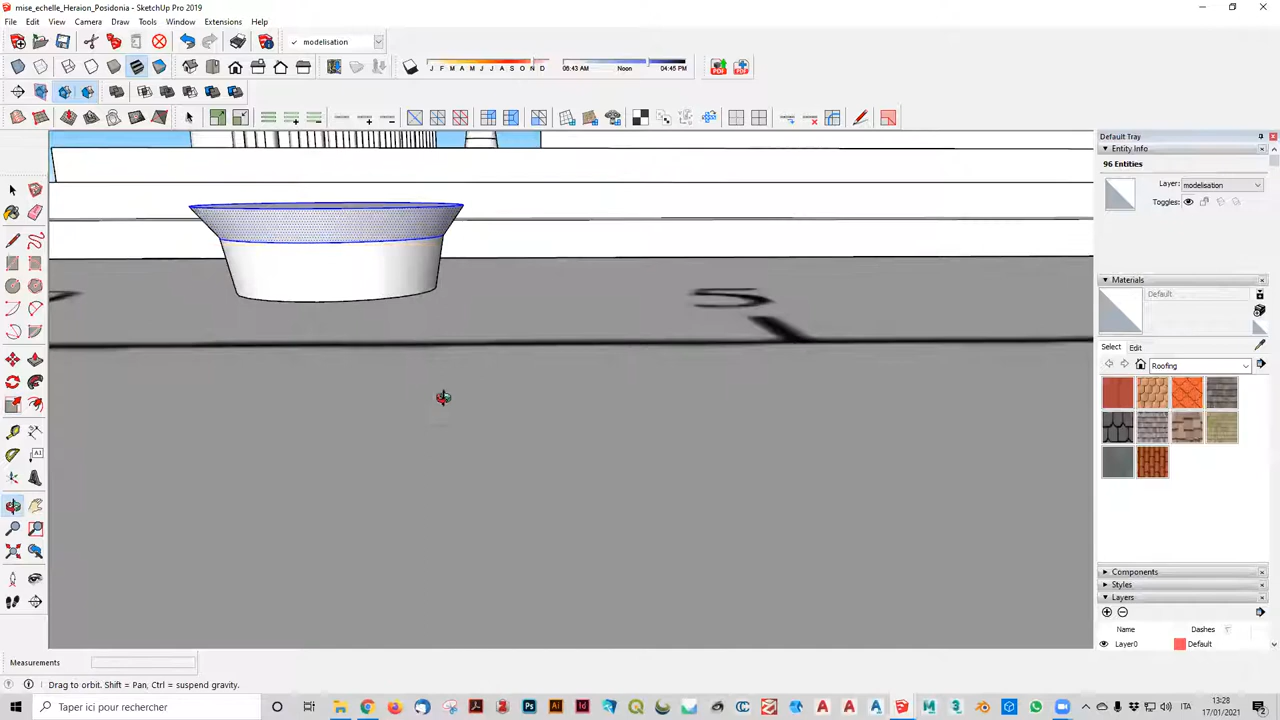 mise_echelle_Heraion_Posidonia - SketchUp Pro 2019
File Edit View Camera Draw Tools Window Extensions Help
modelisation
J F M A M J J A S O N D
06:43 AM Noon 04:45 PM
PDF PDF
Default Tray
Entity Info
96 Entities
Layer: modelisation
Toggles:
Materials
Default
Select Edit
Roofing
5
Components
Styles
Layers
Name Dashes
Layer0 Default
Measurements
Drag to orbit. Shift = Pan, Ctrl = suspend gravity.
Taper ici pour rechercher
13:28
17/01/2021